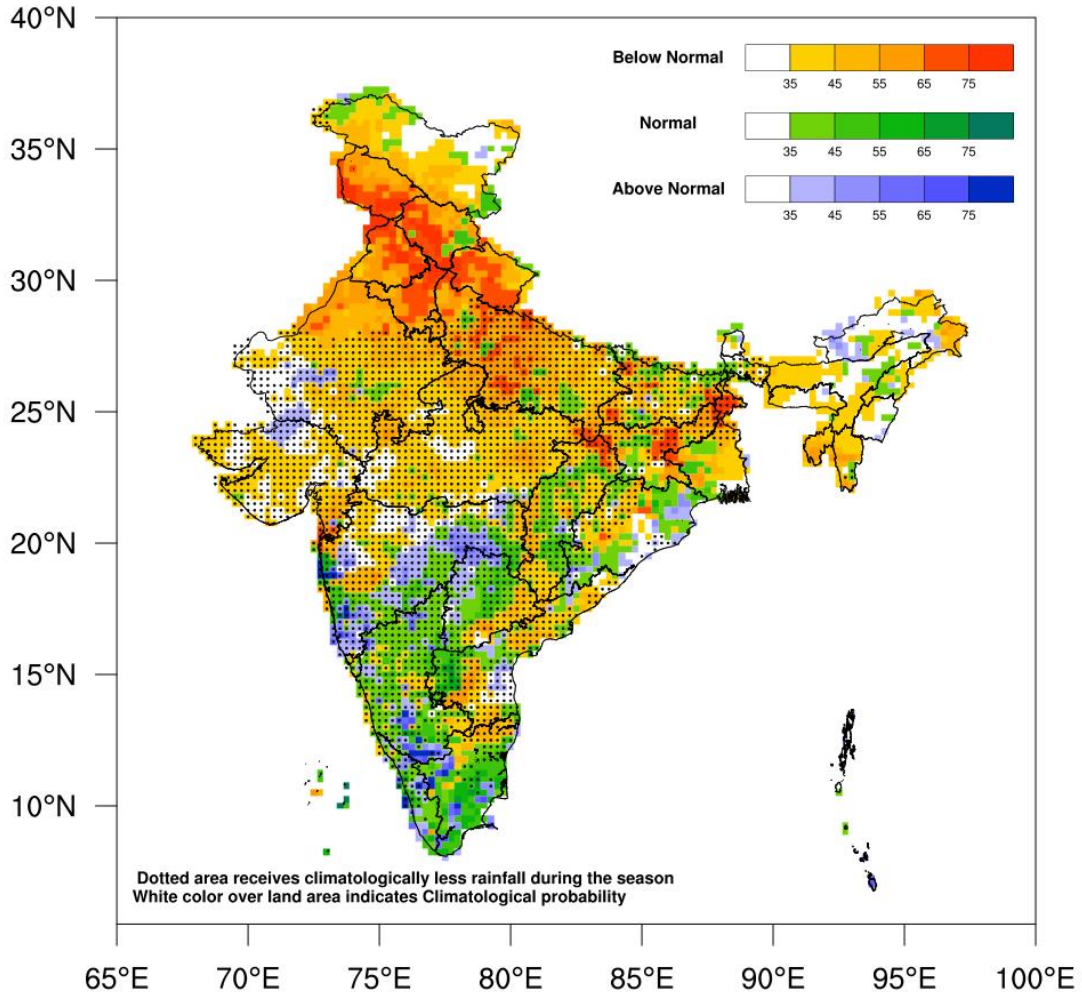 40°N
35°N
30°N
25°N
20°N
15°N
10°N
Below Normal
35 45 55 65 75
Normal
35 45 55 65 75
Above Normal
35 45 55 65 75
Dotted area receives climatologically less rainfall during the season
White color over land area indicates Climatological probability
65°E 70°E 75°E 80°E 85°E 90°E 95°E 100°E